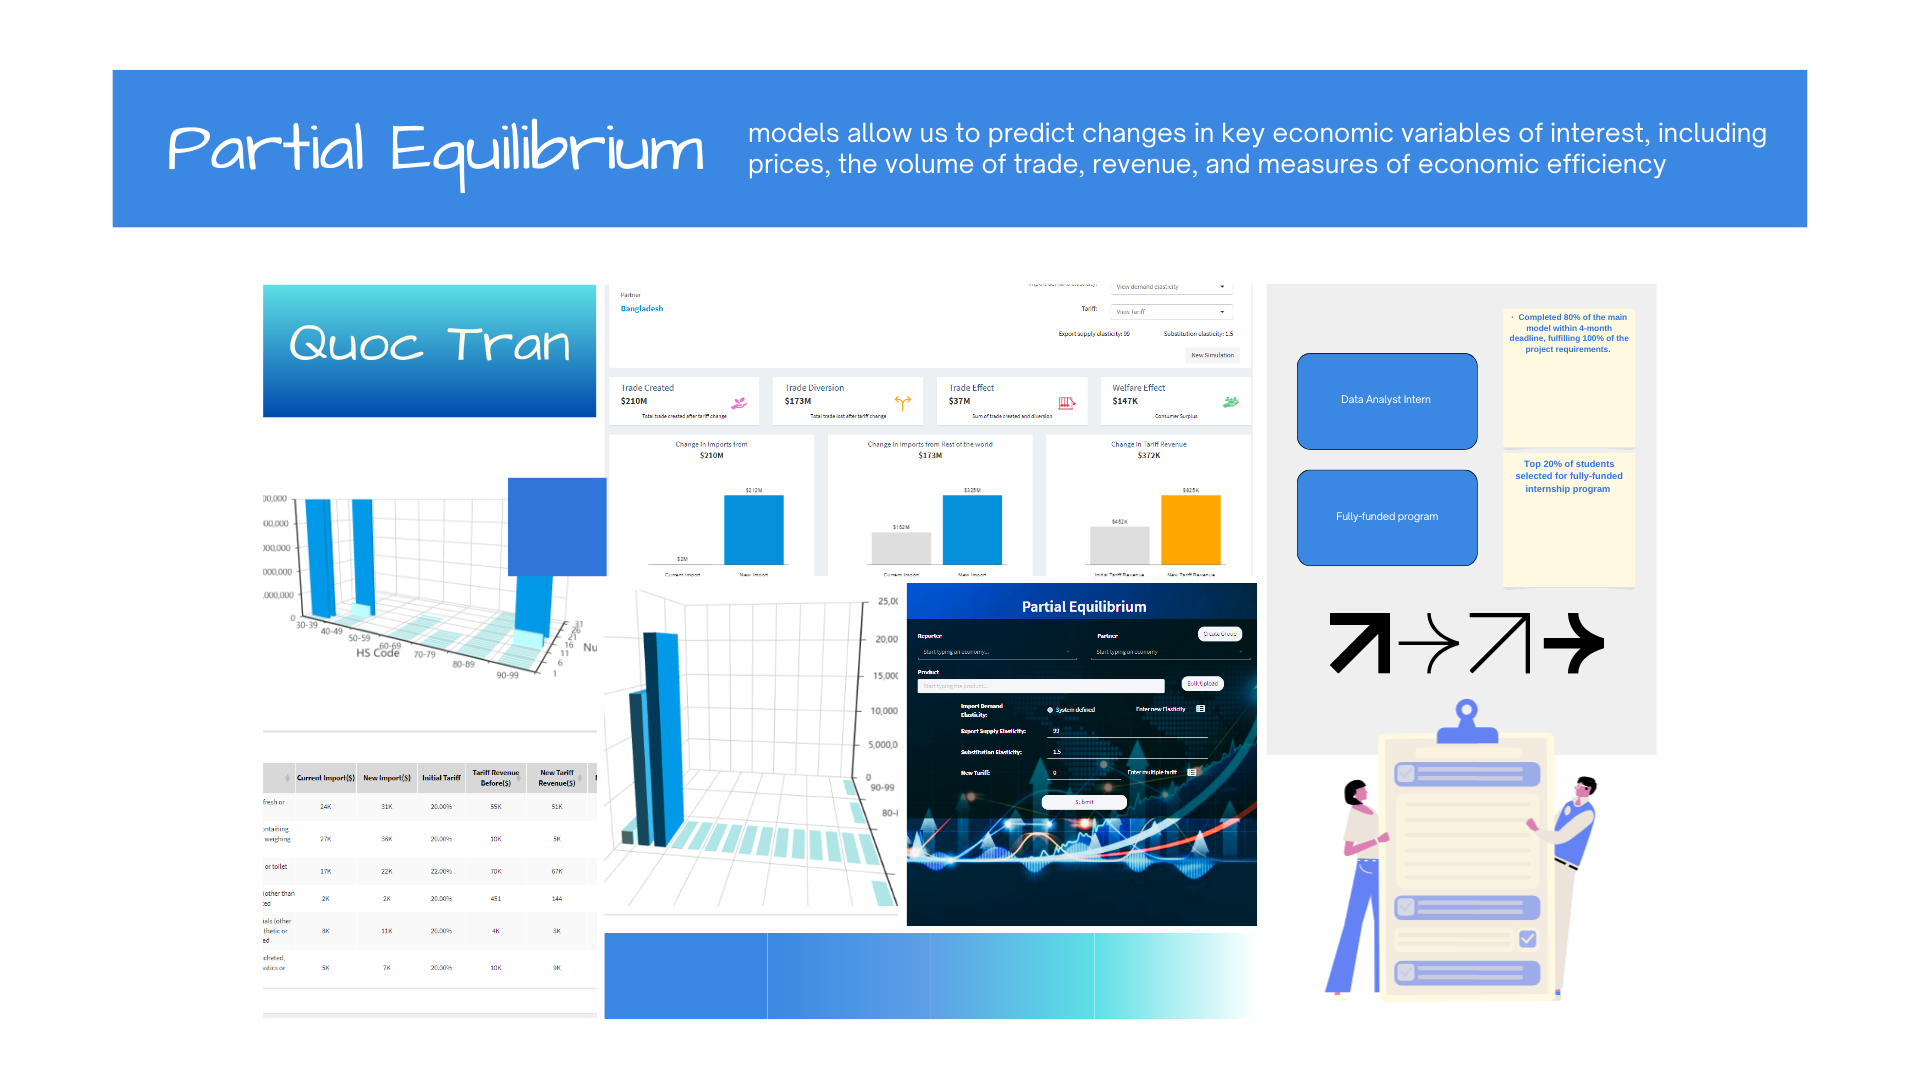 Partial Equilibrium
models allow us to predict changes in key economic variables of interest, including
prices, the volume of trade, revenue, and measures of economic efficiency
Quoc Tran
Partner
Bangladesh
View demand elasticity
Tariff:
View Tariff
Export supply elasticity: 99
Substitution elasticity: 1.5
New Simulation
Trade Created
$210M
Total trade created after tariff change
Trade Diversion
$173M
Total trade lost after tariff change
Trade Effect
$37M
Sum of trade created and diversion
Welfare Effect
$147K
Consumer Surplus
Change In Imports from
$210M
$212M
$2M
Current Import
New Import
Change In Imports from Rest of the world
$173M
$325M
$152M
Current Import
New Import
Change In Tariff Revenue
$372K
$825K
$452K
Initial Tariff Revenue
New Tariff Revenue
Data Analyst Intern
· Completed 80% of the main
model within 4-month
deadline, fulfilling 100% of the
project requirements.
Fully-funded program
Top 20% of students
selected for fully-funded
internship program
00,000
00,000
000,000
000,000
,000,000
0
30-39
40-49
50-59
60-69
70-79
80-89
90-99
HS Code
31
26
21
16
11
6
1
Nu
25,0
20,00
15,000
10,000
5,000,0
0
90-99
80-
Partial Equilibrium
Reporter
Partner
Create Group
Start typing an economy...
Start typing an economy
Product
Start typing the product...
Bulk Upload
Import Demand
Elasticity:
System defined
Enter new Elasticity
Export Supply Elasticity:
99
Substitution Elasticity:
1.5
New Tariff:
0
Enter multiple tariff
Submit
Current Import($)
New Import($)
Initial Tariff
Tariff Revenue
Before($)
New Tariff
Revenue($)
fresh or
24K
31K
20.00%
55K
51K
ntaining
weighing
27K
36K
20.00%
10K
5K
or toilet
17K
22K
22.00%
70K
67K
(other than
ed
2K
2K
20.00%
451
144
ials (other
thetic or
ed
8K
11K
20.00%
4K
3K
cheted,
astics or
5K
7K
20.00%
10K
9K